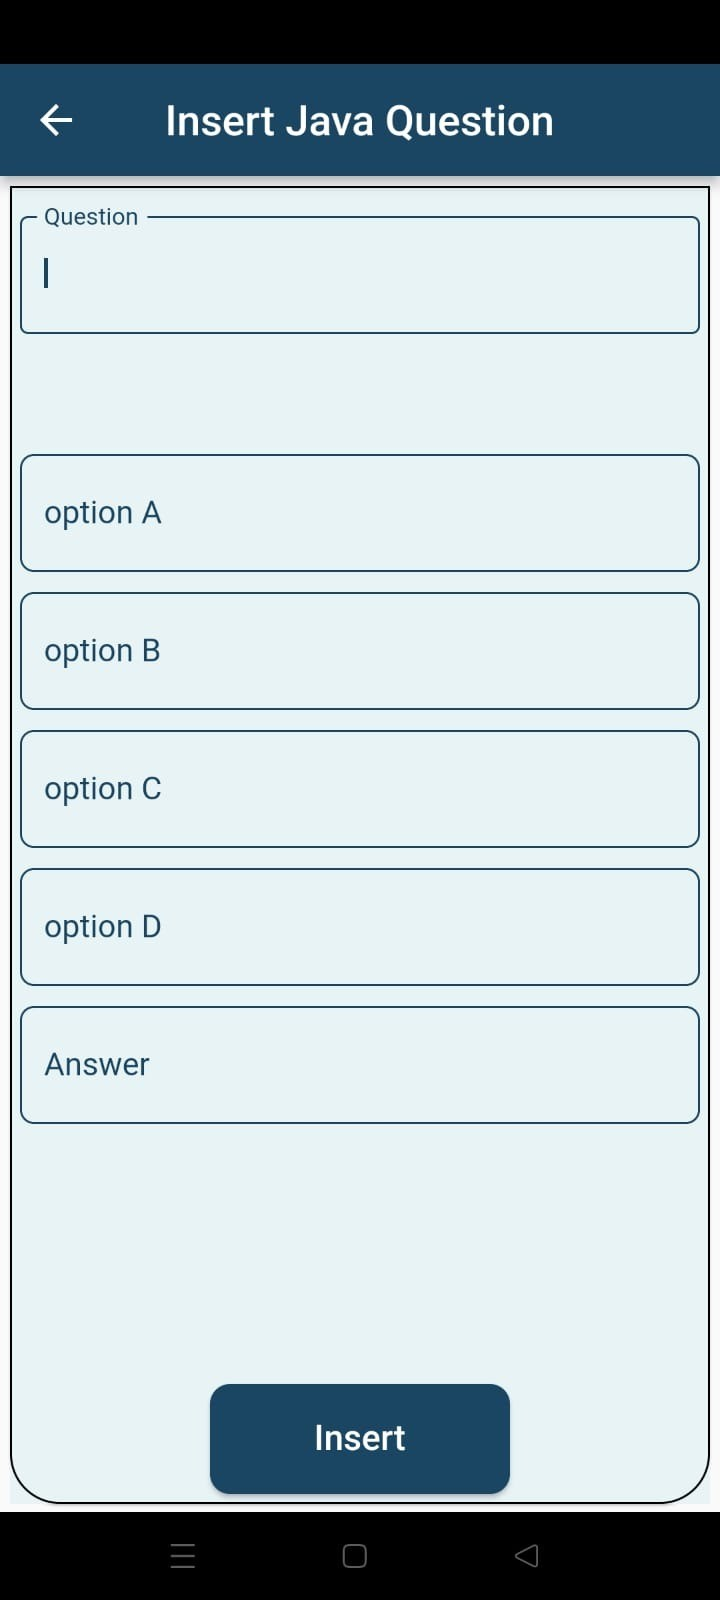 Insert Java Question
Question
option A
option B
option C
option D
Answer
Insert